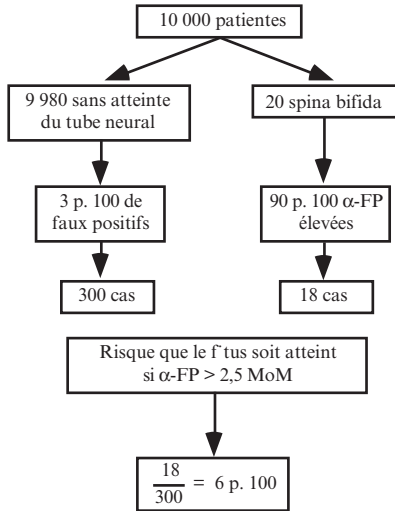 10 000 patientes
9 980 sans atteinte
du tube neural
20 spina bifida
3 p. 100 de
faux positifs
90 p. 100 α-FP
élevées
300 cas
18 cas
Risque que le f tus soit atteint
si α-FP > 2,5 MoM
18
300 = 6 p. 100